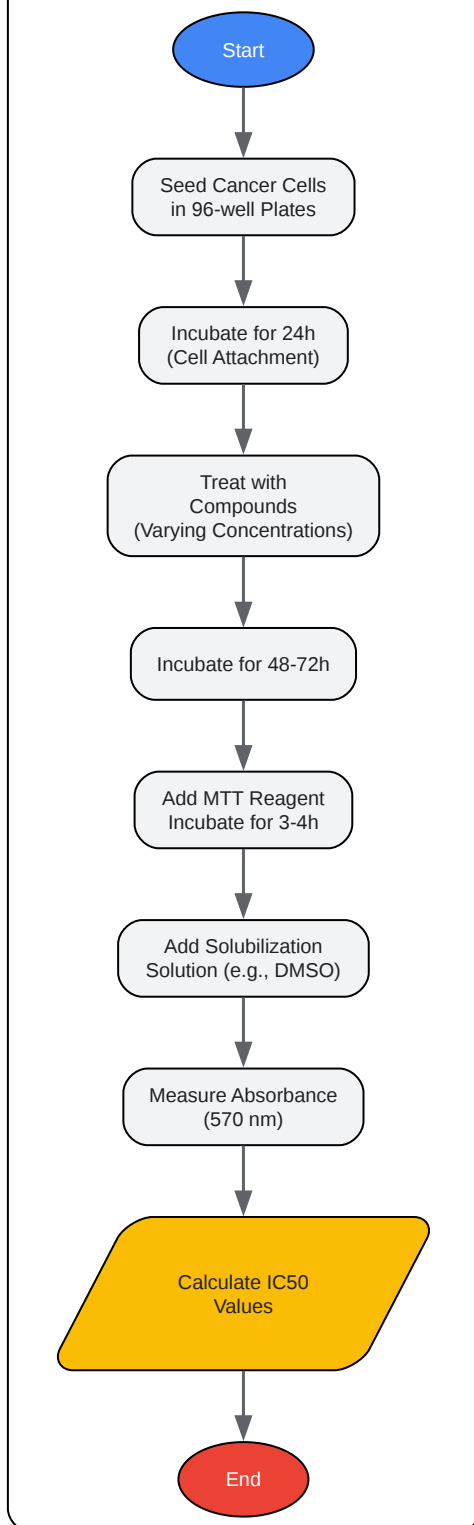 Start
Seed Cancer Cells
in 96-well Plates
Incubate for 24h
(Cell Attachment)
Treat with
Compounds
(Varying Concentrations)
Incubate for 48-72h
Add MTT Reagent
Incubate for 3-4h
Add Solubilization
Solution (e.g., DMSO)
Measure Absorbance
(570 nm)
Calculate IC50
Values
End